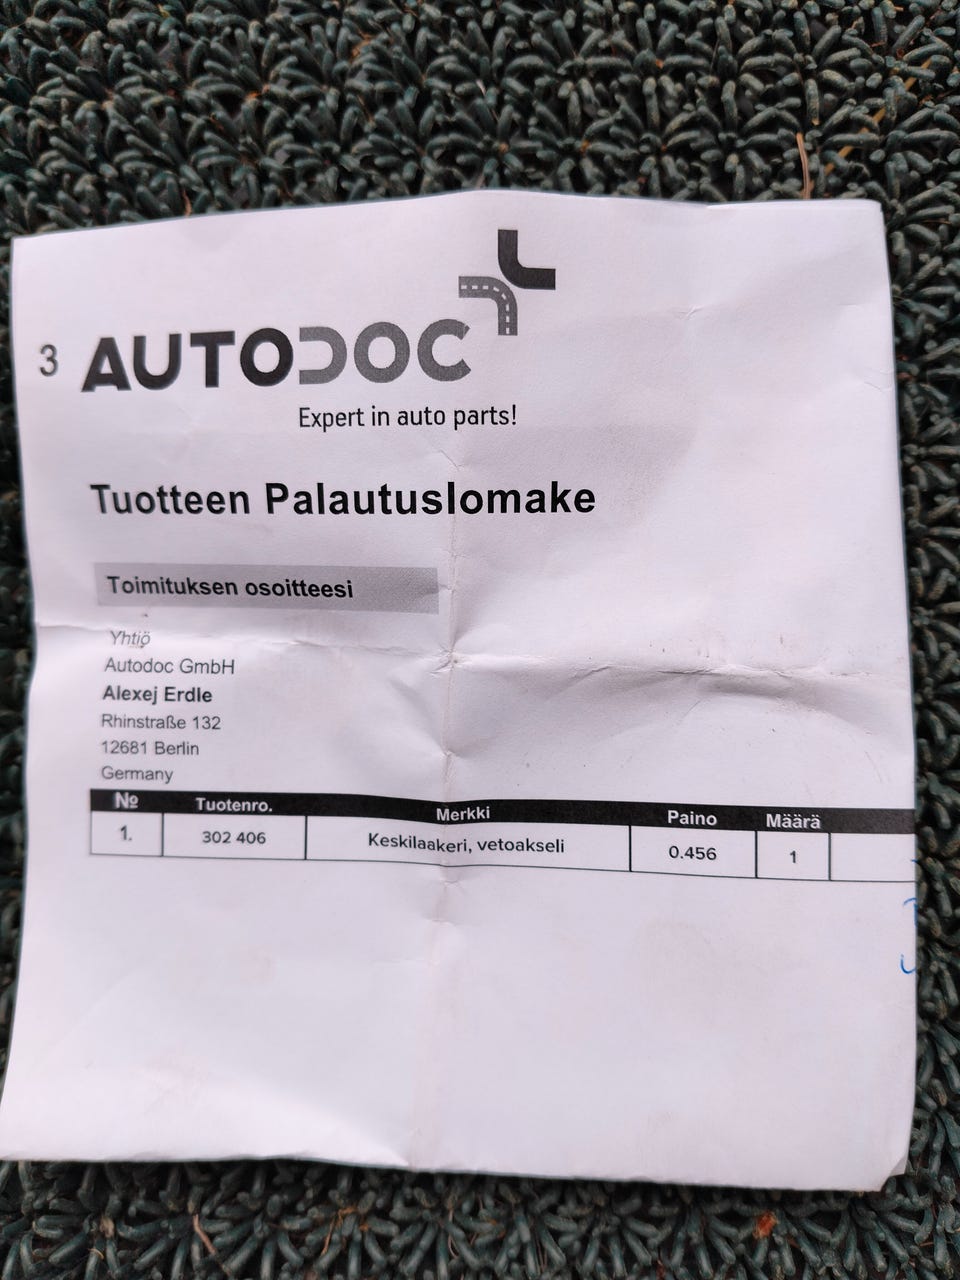 3 AUTODOC
Expert in auto parts!
Tuotteen Palautuslomake
Toimituksen osoitteesi
Yhtiö
Autodoc GmbH
Alexej Erdle
Rhinstraße 132
12681 Berlin
Germany
№ Tuotenro. Merkki Paino Määrä
1. 302 406 Keskilaakeri, vetoakseli 0.456 1